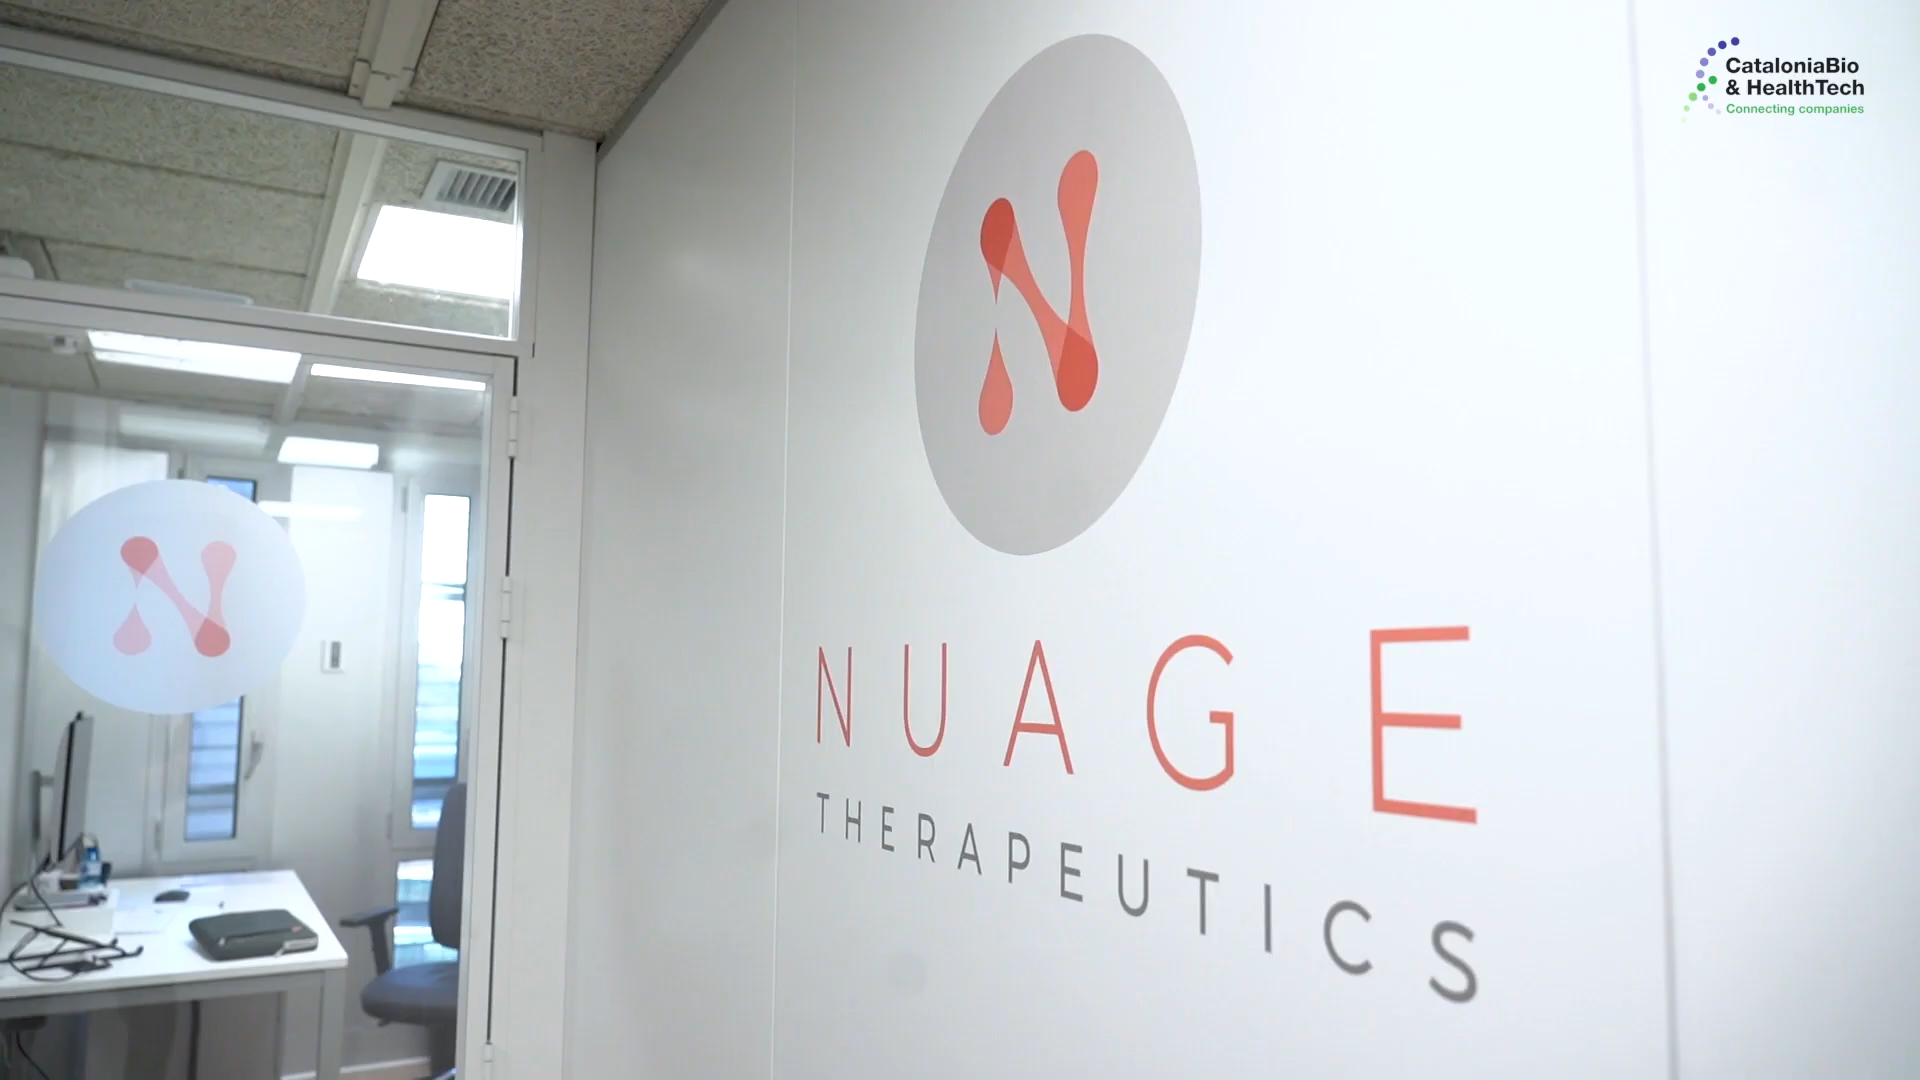 CataloniaBio
& HealthTech
Connecting companies
N
NUAGE
THERAPEUTICS
N